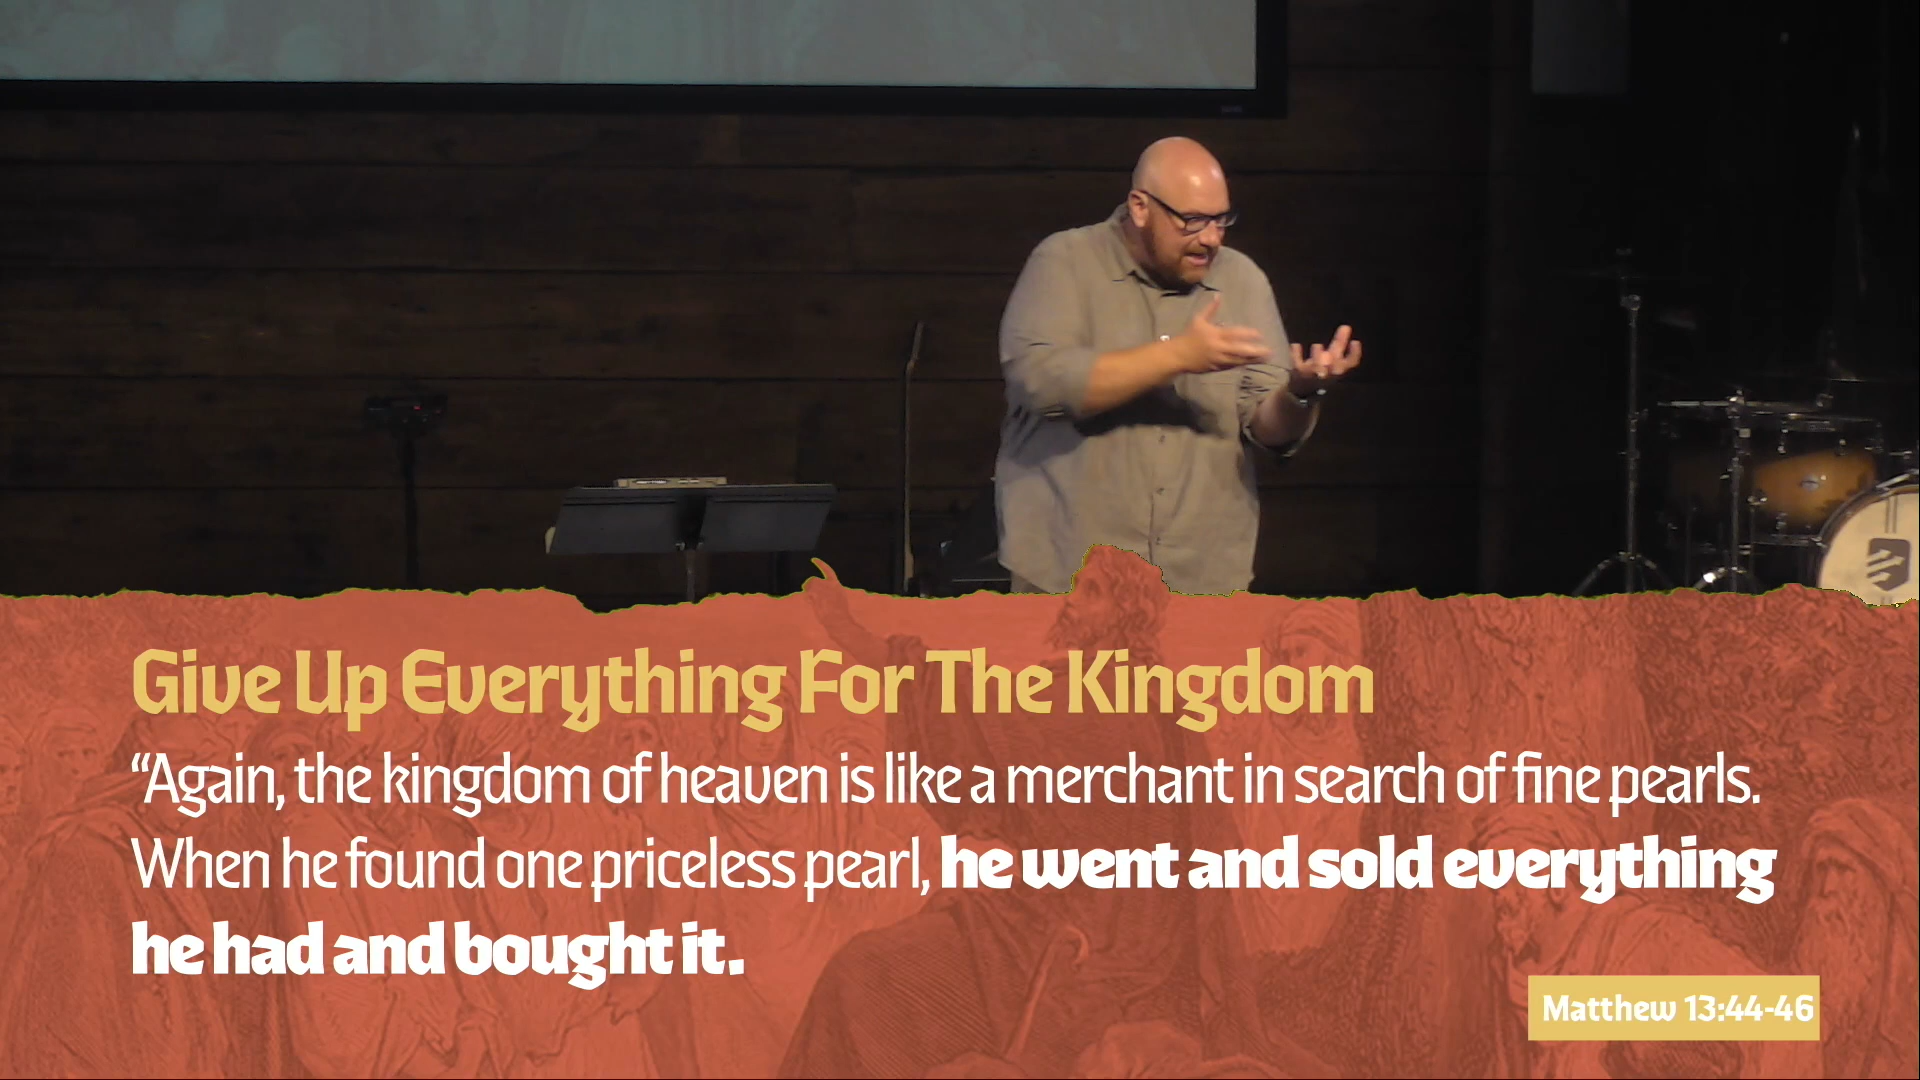 Give Up Everything For The Kingdom
“Again, the kingdom of heaven is like a merchant in search of fine pearls.
When he found one priceless pearl, he went and sold everything
he had and bought it.
Matthew 13:44-46